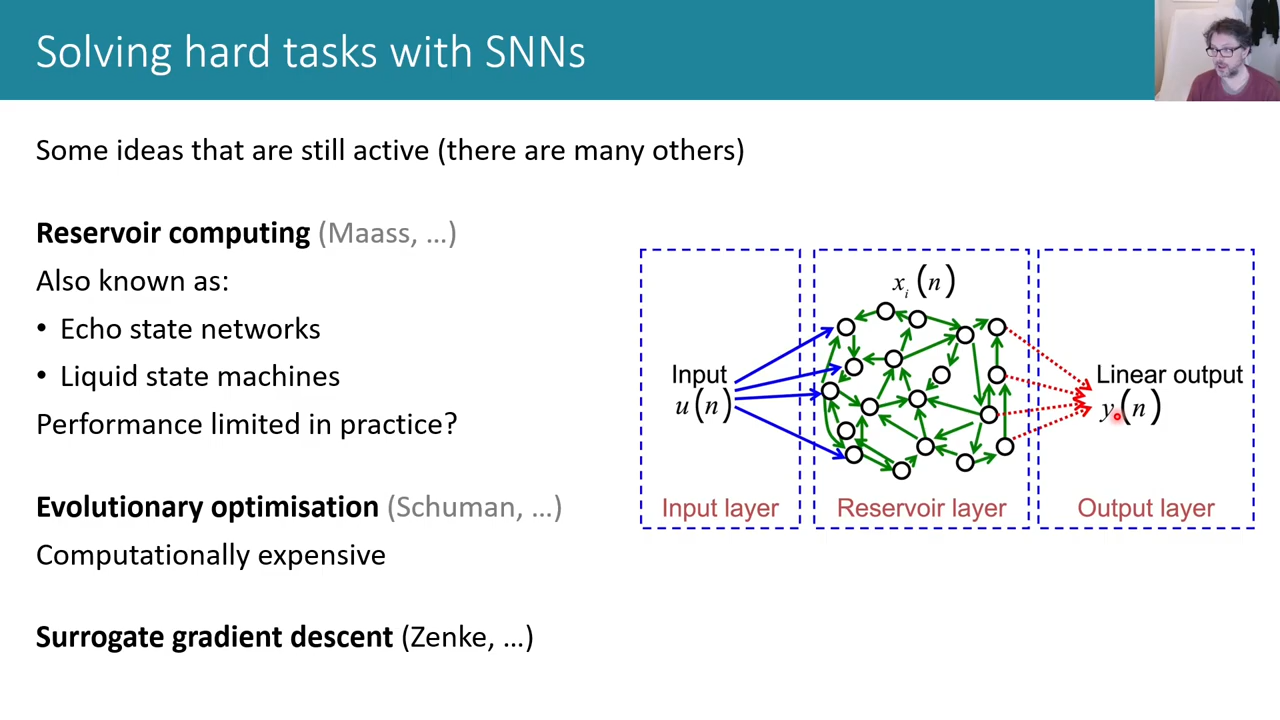 Solving hard tasks with SNNs
Some ideas that are still active (there are many others)
Reservoir computing (Maass, …)
Also known as:
• Echo state networks
• Liquid state machines
Performance limited in practice?
Evolutionary optimisation (Schuman, …)
Computationally expensive
Surrogate gradient descent (Zenke, …)
xᵢ(n)
Input
u(n)
Linear output
y(n)
Input layer
Reservoir layer
Output layer